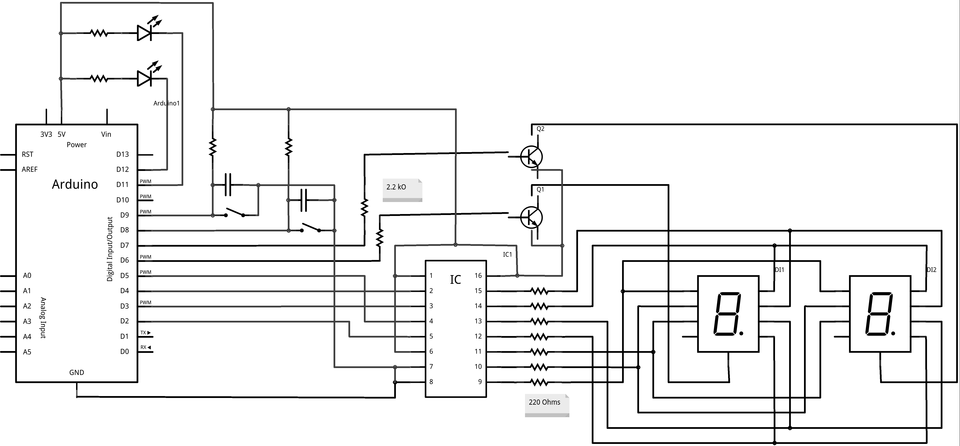 Arduino1
3V3 5V Vin
Power
RST
AREF
Arduino
Digital Input/Output
Analog Input
A0
A1
A2
A3
A4
A5
GND
D13
D12
D11 PWM
D10 PWM
D9 PWM
D8
D7
D6 PWM
D5 PWM
D4
D3 PWM
D2
D1 TX ▶
D0 RX ◀
2.2 kO
Q2
Q1
IC1
IC
1
2
3
4
5
6
7
8
16
15
14
13
12
11
10
9
220 Ohms
DI1
8.
DI2
8.